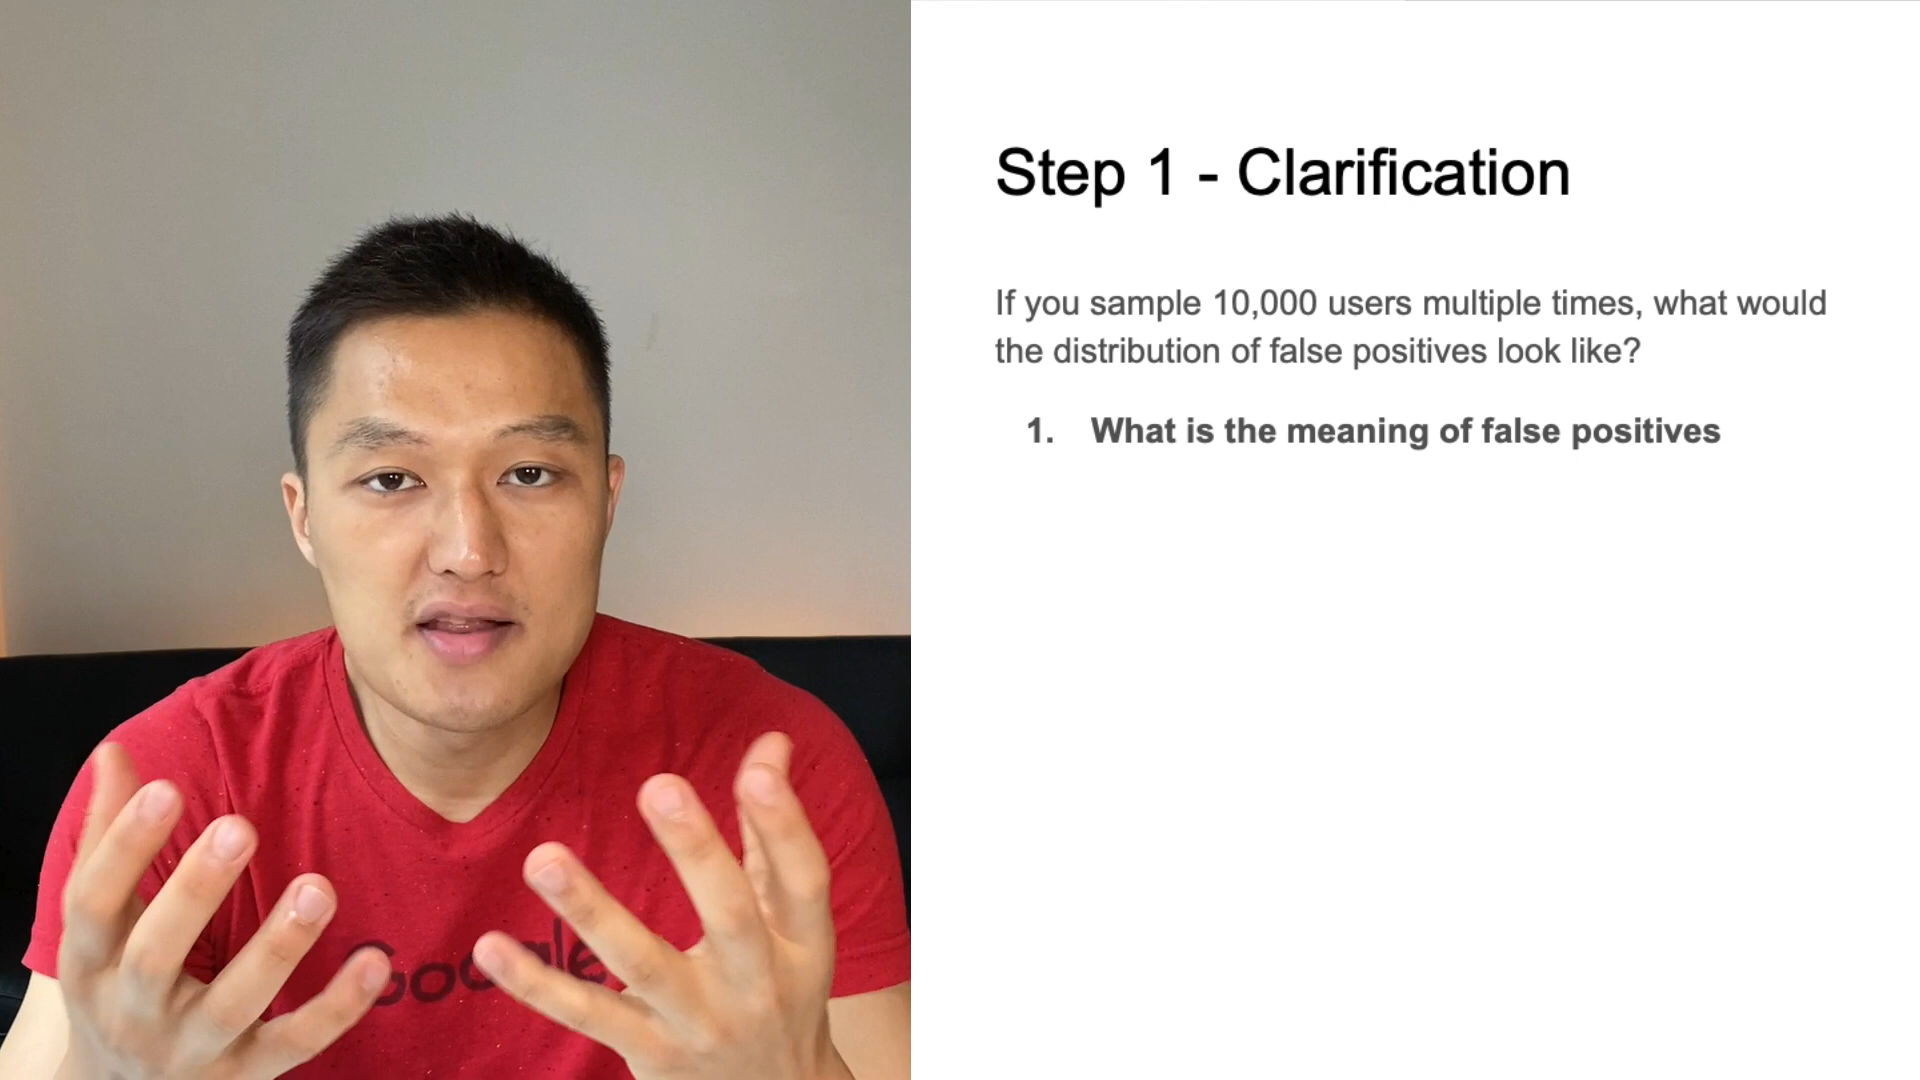 Step 1 - Clarification
If you sample 10,000 users multiple times, what would
the distribution of false positives look like?
1. What is the meaning of false positives
Google